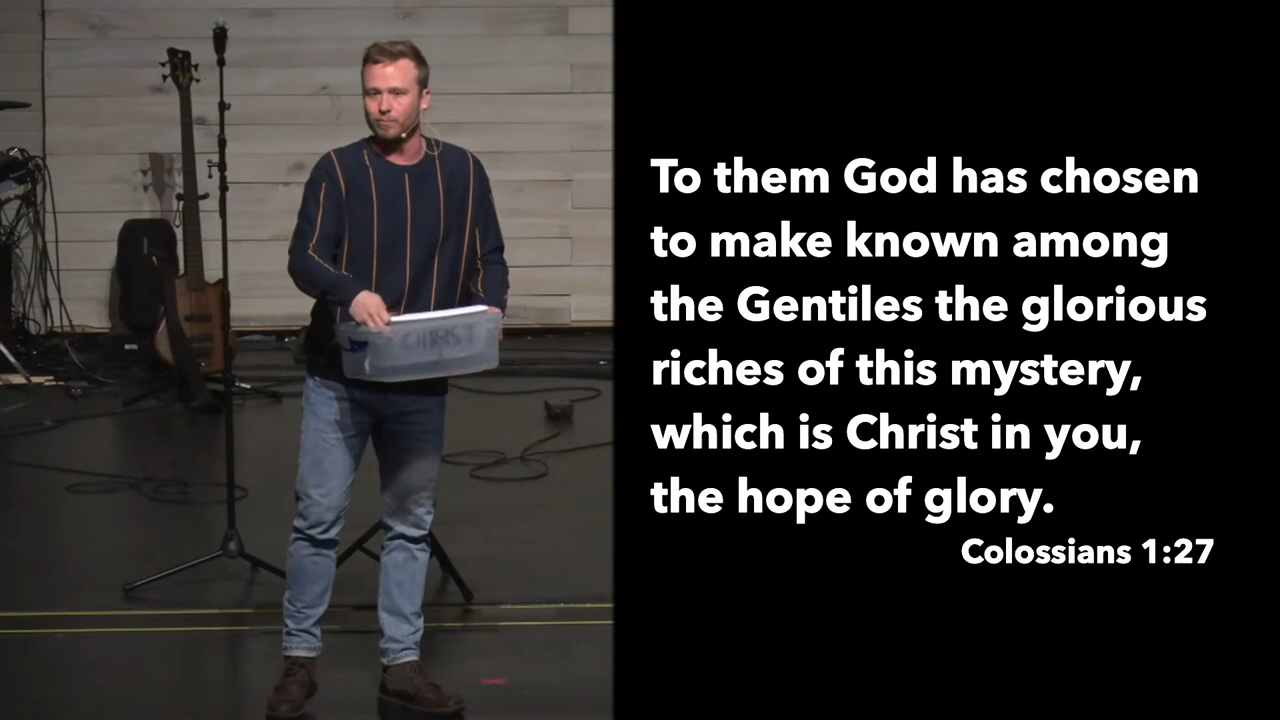 CHRIST
To them God has chosen
to make known among
the Gentiles the glorious
riches of this mystery,
which is Christ in you,
the hope of glory.
Colossians 1:27